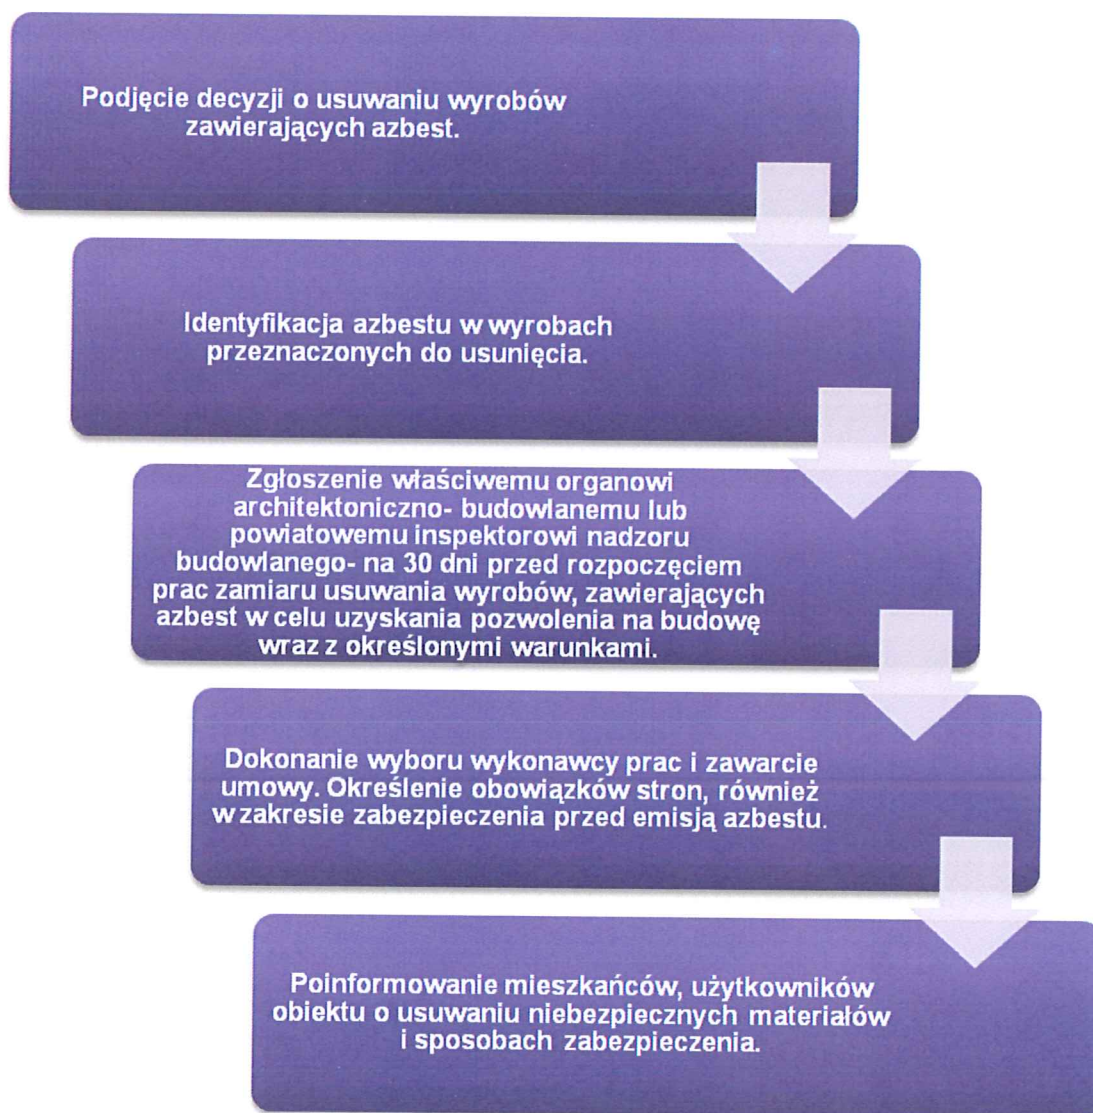 Podjęcie decyzji o usuwaniu wyrobów
zawierających azbest.
Identyfikacja azbestu w wyrobach
przeznaczonych do usunięcia.
Zgłoszenie właściwemu organowi
architektoniczno- budowlanemu lub
powiatowemu inspektorowi nadzoru
budowlanego- na 30 dni przed rozpoczęciem
prac zamiaru usuwania wyrobów, zawierających
azbest w celu uzyskania pozwolenia na budowę
wraz z określonymi warunkami.
Dokonanie wyboru wykonawcy prac i zawarcie
umowy. Określenie obowiązków stron, również
w zakresie zabezpieczenia przed emisją azbestu.
Poinformowanie mieszkańców, użytkowników
obiektu o usuwaniu niebezpiecznych materiałów
i sposobach zabezpieczenia.